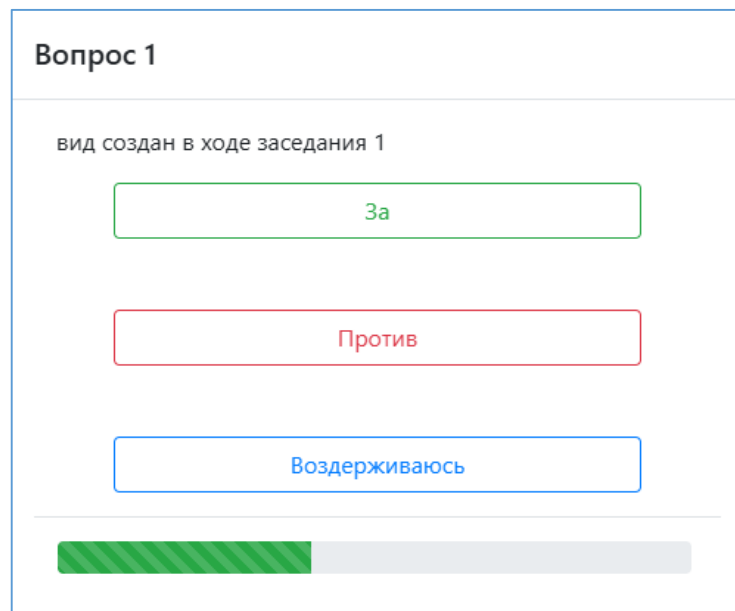 Вопрос 1
вид создан в ходе заседания 1
За
Против
Воздерживаюсь